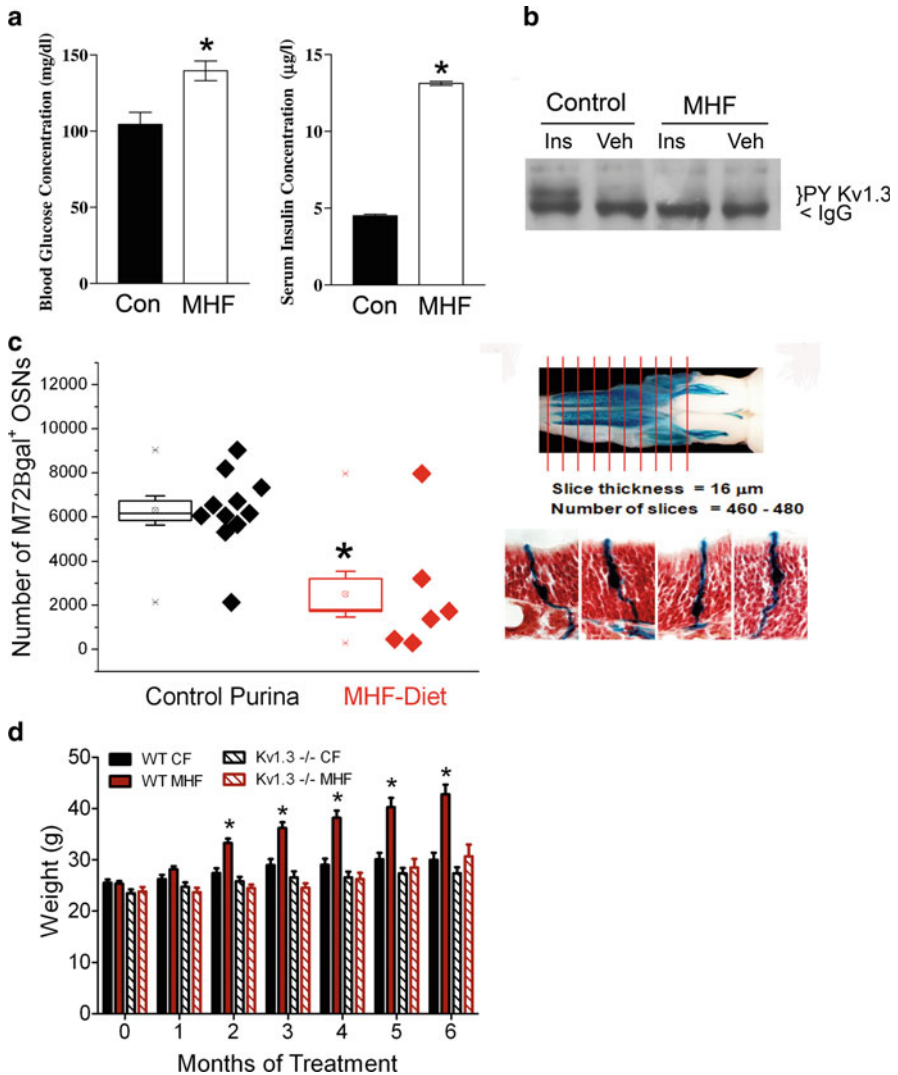 a
Blood Glucose Concentration (mg/dl)
150
100
50
0
*
Con MHF
Serum Insulin Concentration (µg/l)
15
10
5
0
*
Con MHF
b
Control MHF
Ins Veh Ins Veh
}PY Kv1.3
< IgG
c
Number of M72Bgal+ OSNs
12000
10000
8000
6000
4000
2000
0
*
Control Purina MHF-Diet
Slice thickness = 16 µm
Number of slices = 460 - 480
d
WT CF Kv1.3 -/- CF
WT MHF Kv1.3 -/- MHF
Weight (g)
50
40
30
20
10
0
* * * * *
0 1 2 3 4 5 6
Months of Treatment